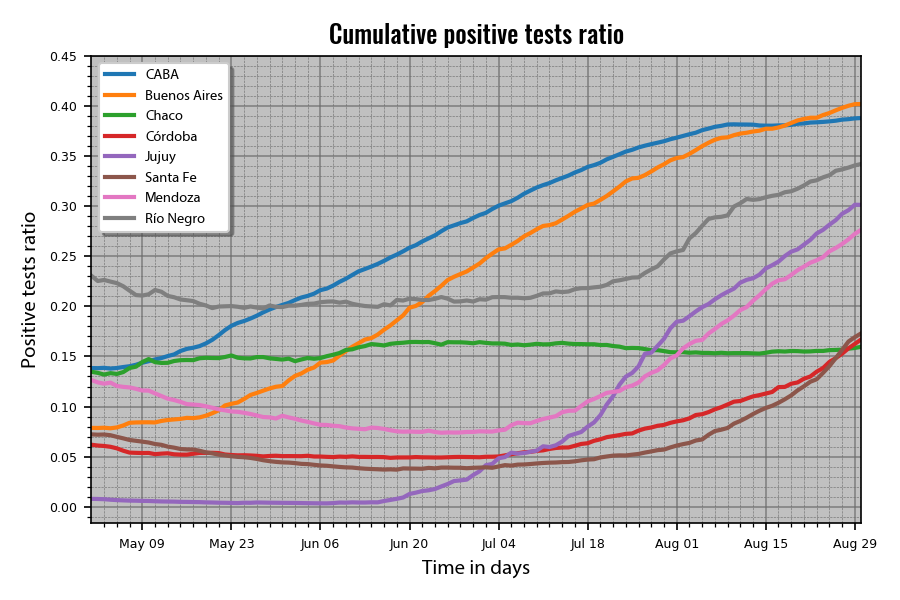 Cumulative positive tests ratio
0.45
0.40
0.35
0.30
0.25
0.20
0.15
0.10
0.05
0.00
Positive tests ratio
CABA
Buenos Aires
Chaco
Córdoba
Jujuy
Santa Fe
Mendoza
Río Negro
May 09 May 23 Jun 06 Jun 20 Jul 04 Jul 18 Aug 01 Aug 15 Aug 29
Time in days